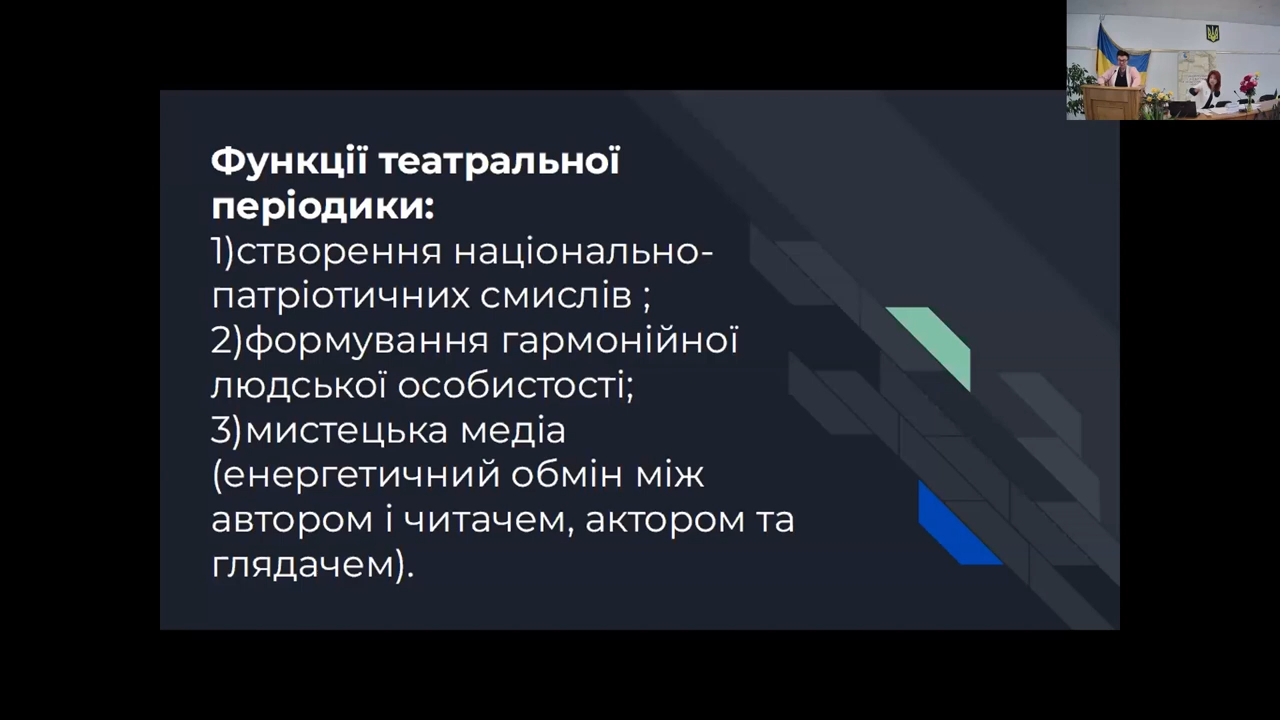 Функції театральної
періодики:
1)створення національно-
патріотичних смислів ;
2)формування гармонійної
людської особистості;
3)мистецька медіа
(енергетичний обмін між
автором і читачем, актором та
глядачем).